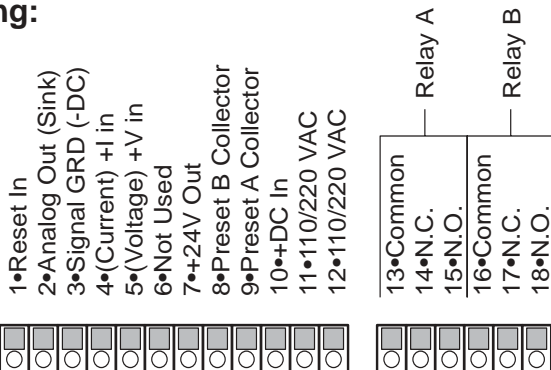 ng:
1•Reset In
2•Analog Out (Sink)
3•Signal GRD (-DC)
4•(Current) +I in
5•(Voltage) +V in
6•Not Used
7•+24V Out
8•Preset B Collector
9•Preset A Collector
10•+DC In
11•110/220 VAC
12•110/220 VAC
13•Common
14•N.C.
15•N.O.
16•Common
17•N.C.
18•N.O.
Relay A
Relay B